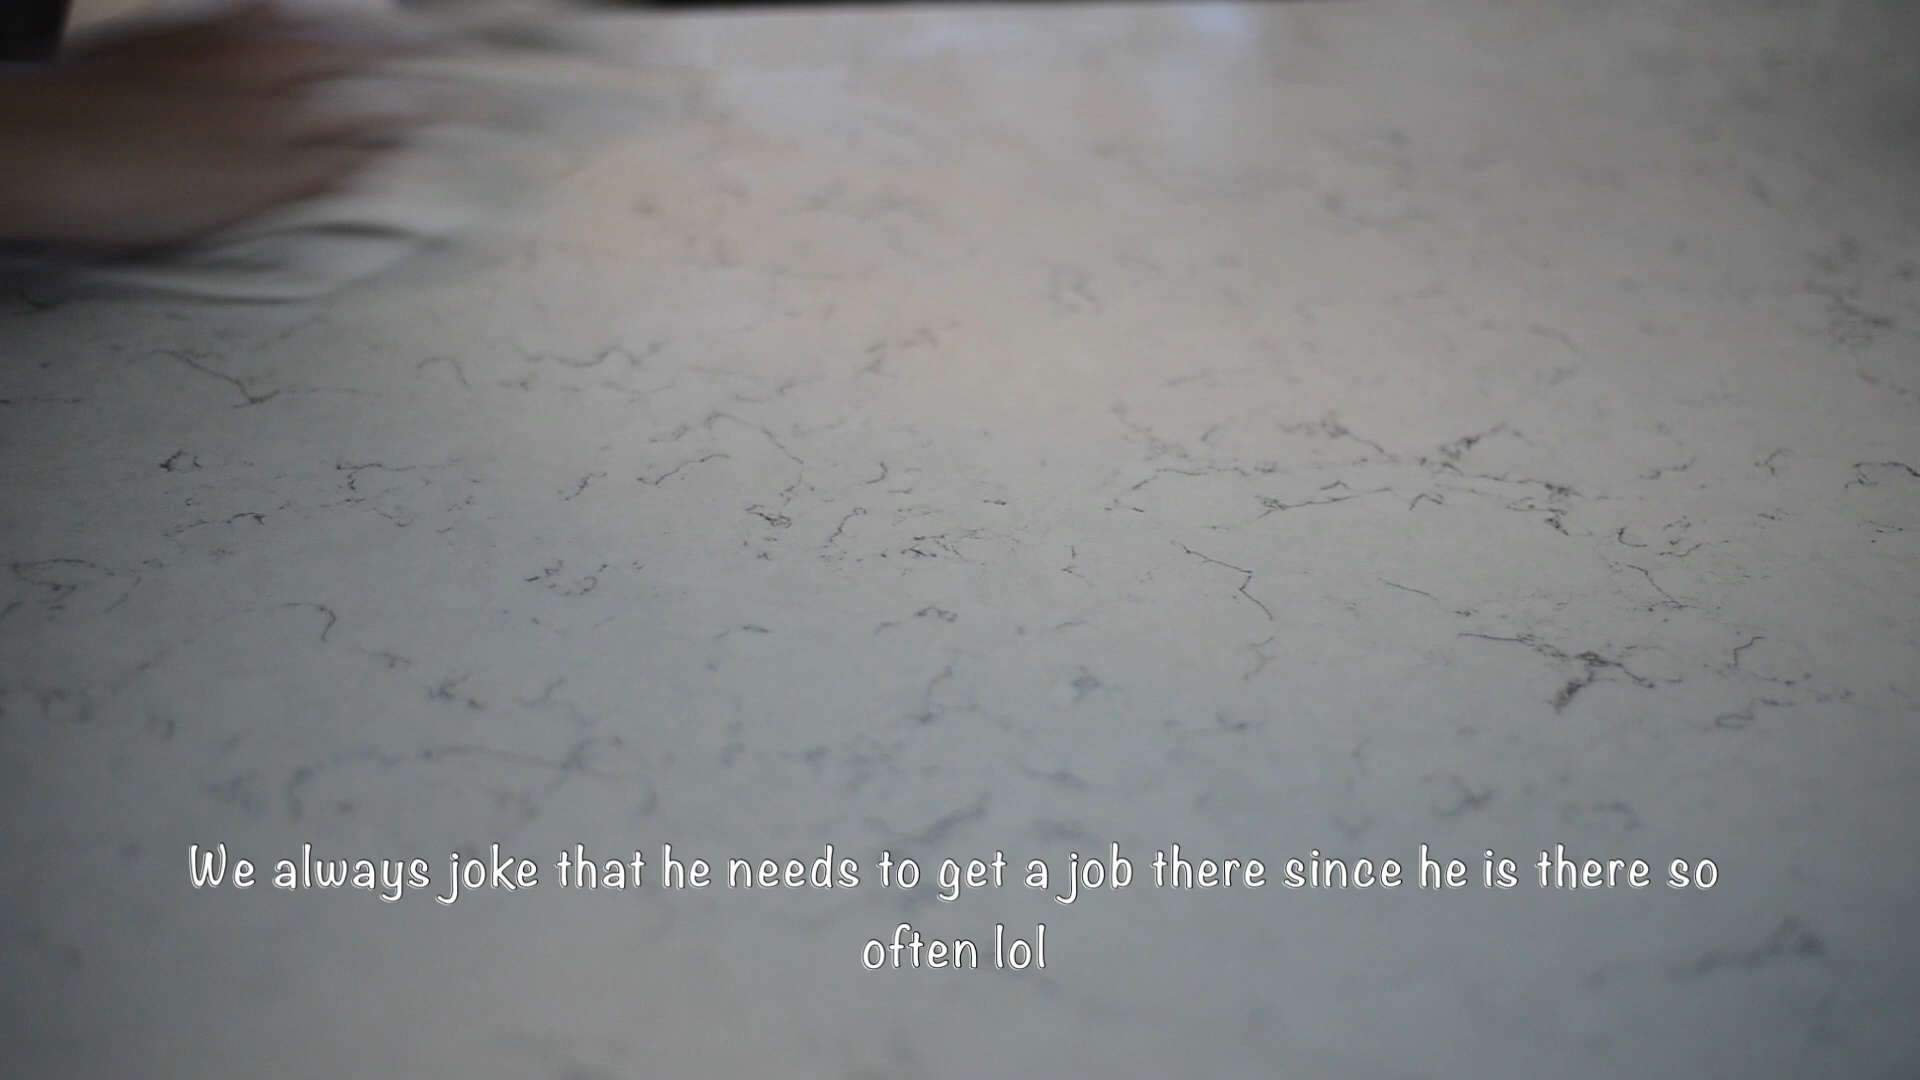 We always joke that he needs to get a job there since he is there so
often lol